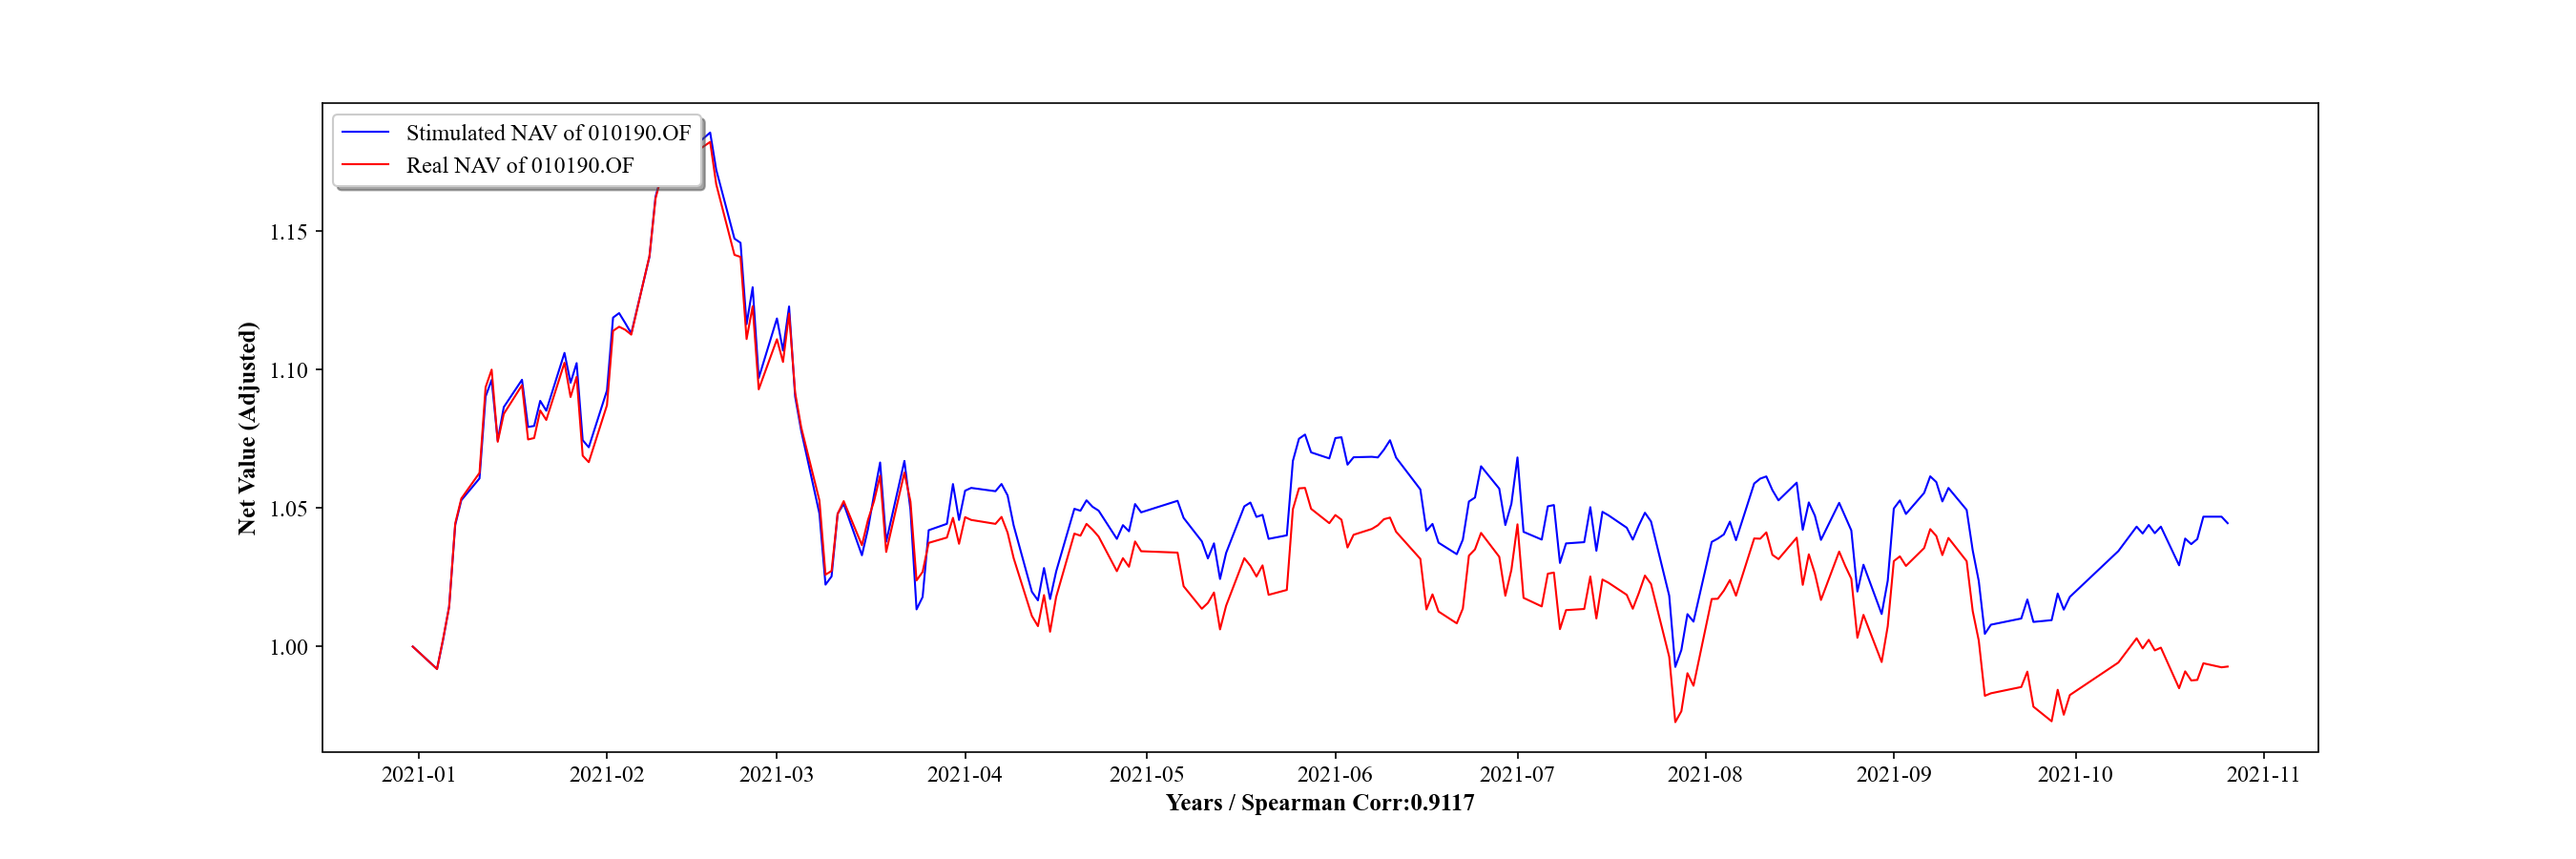 Stimulated NAV of 010190.OF
Real NAV of 010190.OF
Net Value (Adjusted)
1.15
1.10
1.05
1.00
2021-01 2021-02 2021-03 2021-04 2021-05 2021-06 2021-07 2021-08 2021-09 2021-10 2021-11
Years / Spearman Corr:0.9117